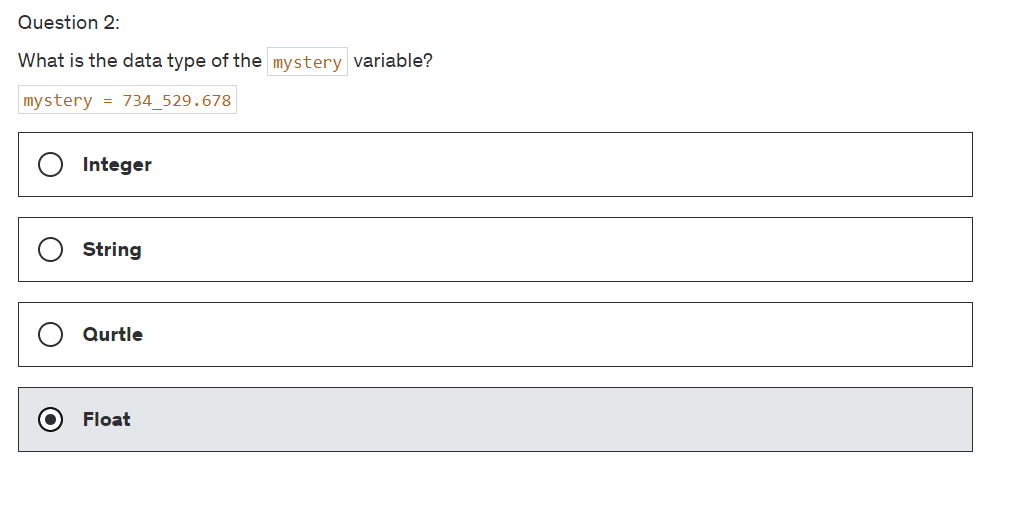 Question 2:
What is the data type of the mystery variable?
mystery = 734_529.678
Integer
String
Qurtle
Float